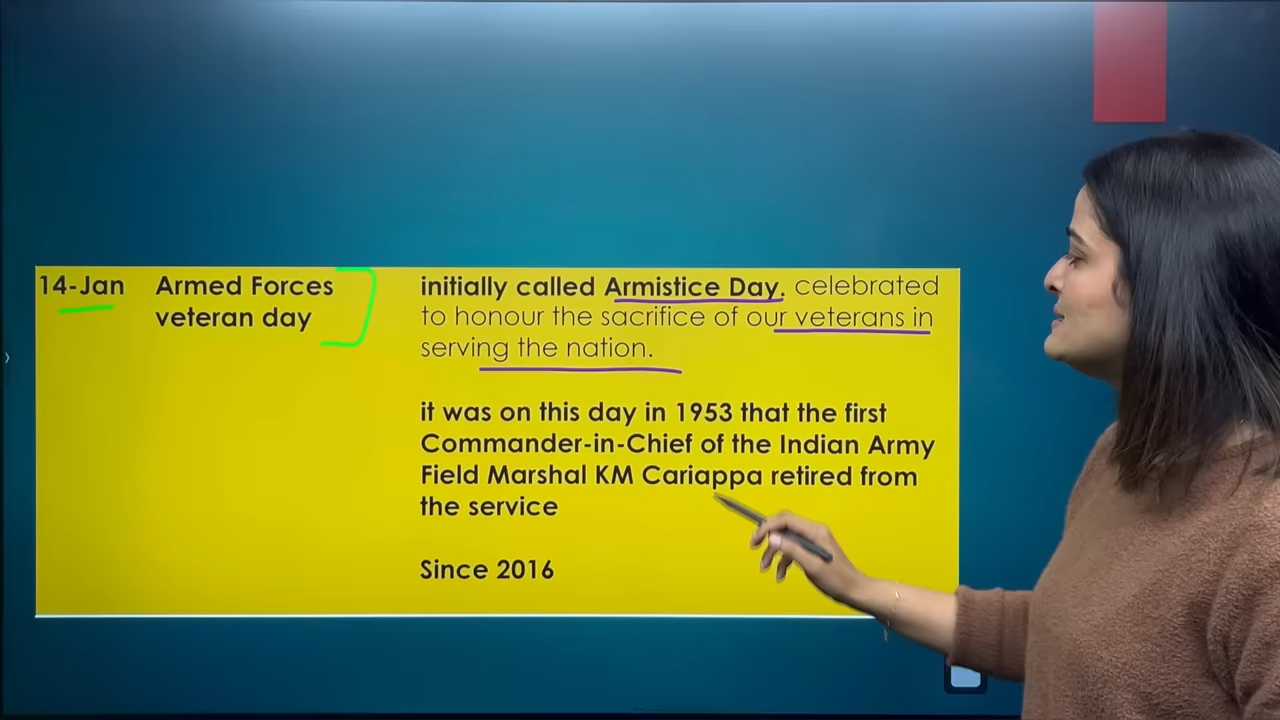 14-Jan
Armed Forces
veteran day
initially called Armistice Day. celebrated
to honour the sacrifice of our veterans in
serving the nation.
it was on this day in 1953 that the first
Commander-in-Chief of the Indian Army
Field Marshal KM Cariappa retired from
the service
Since 2016